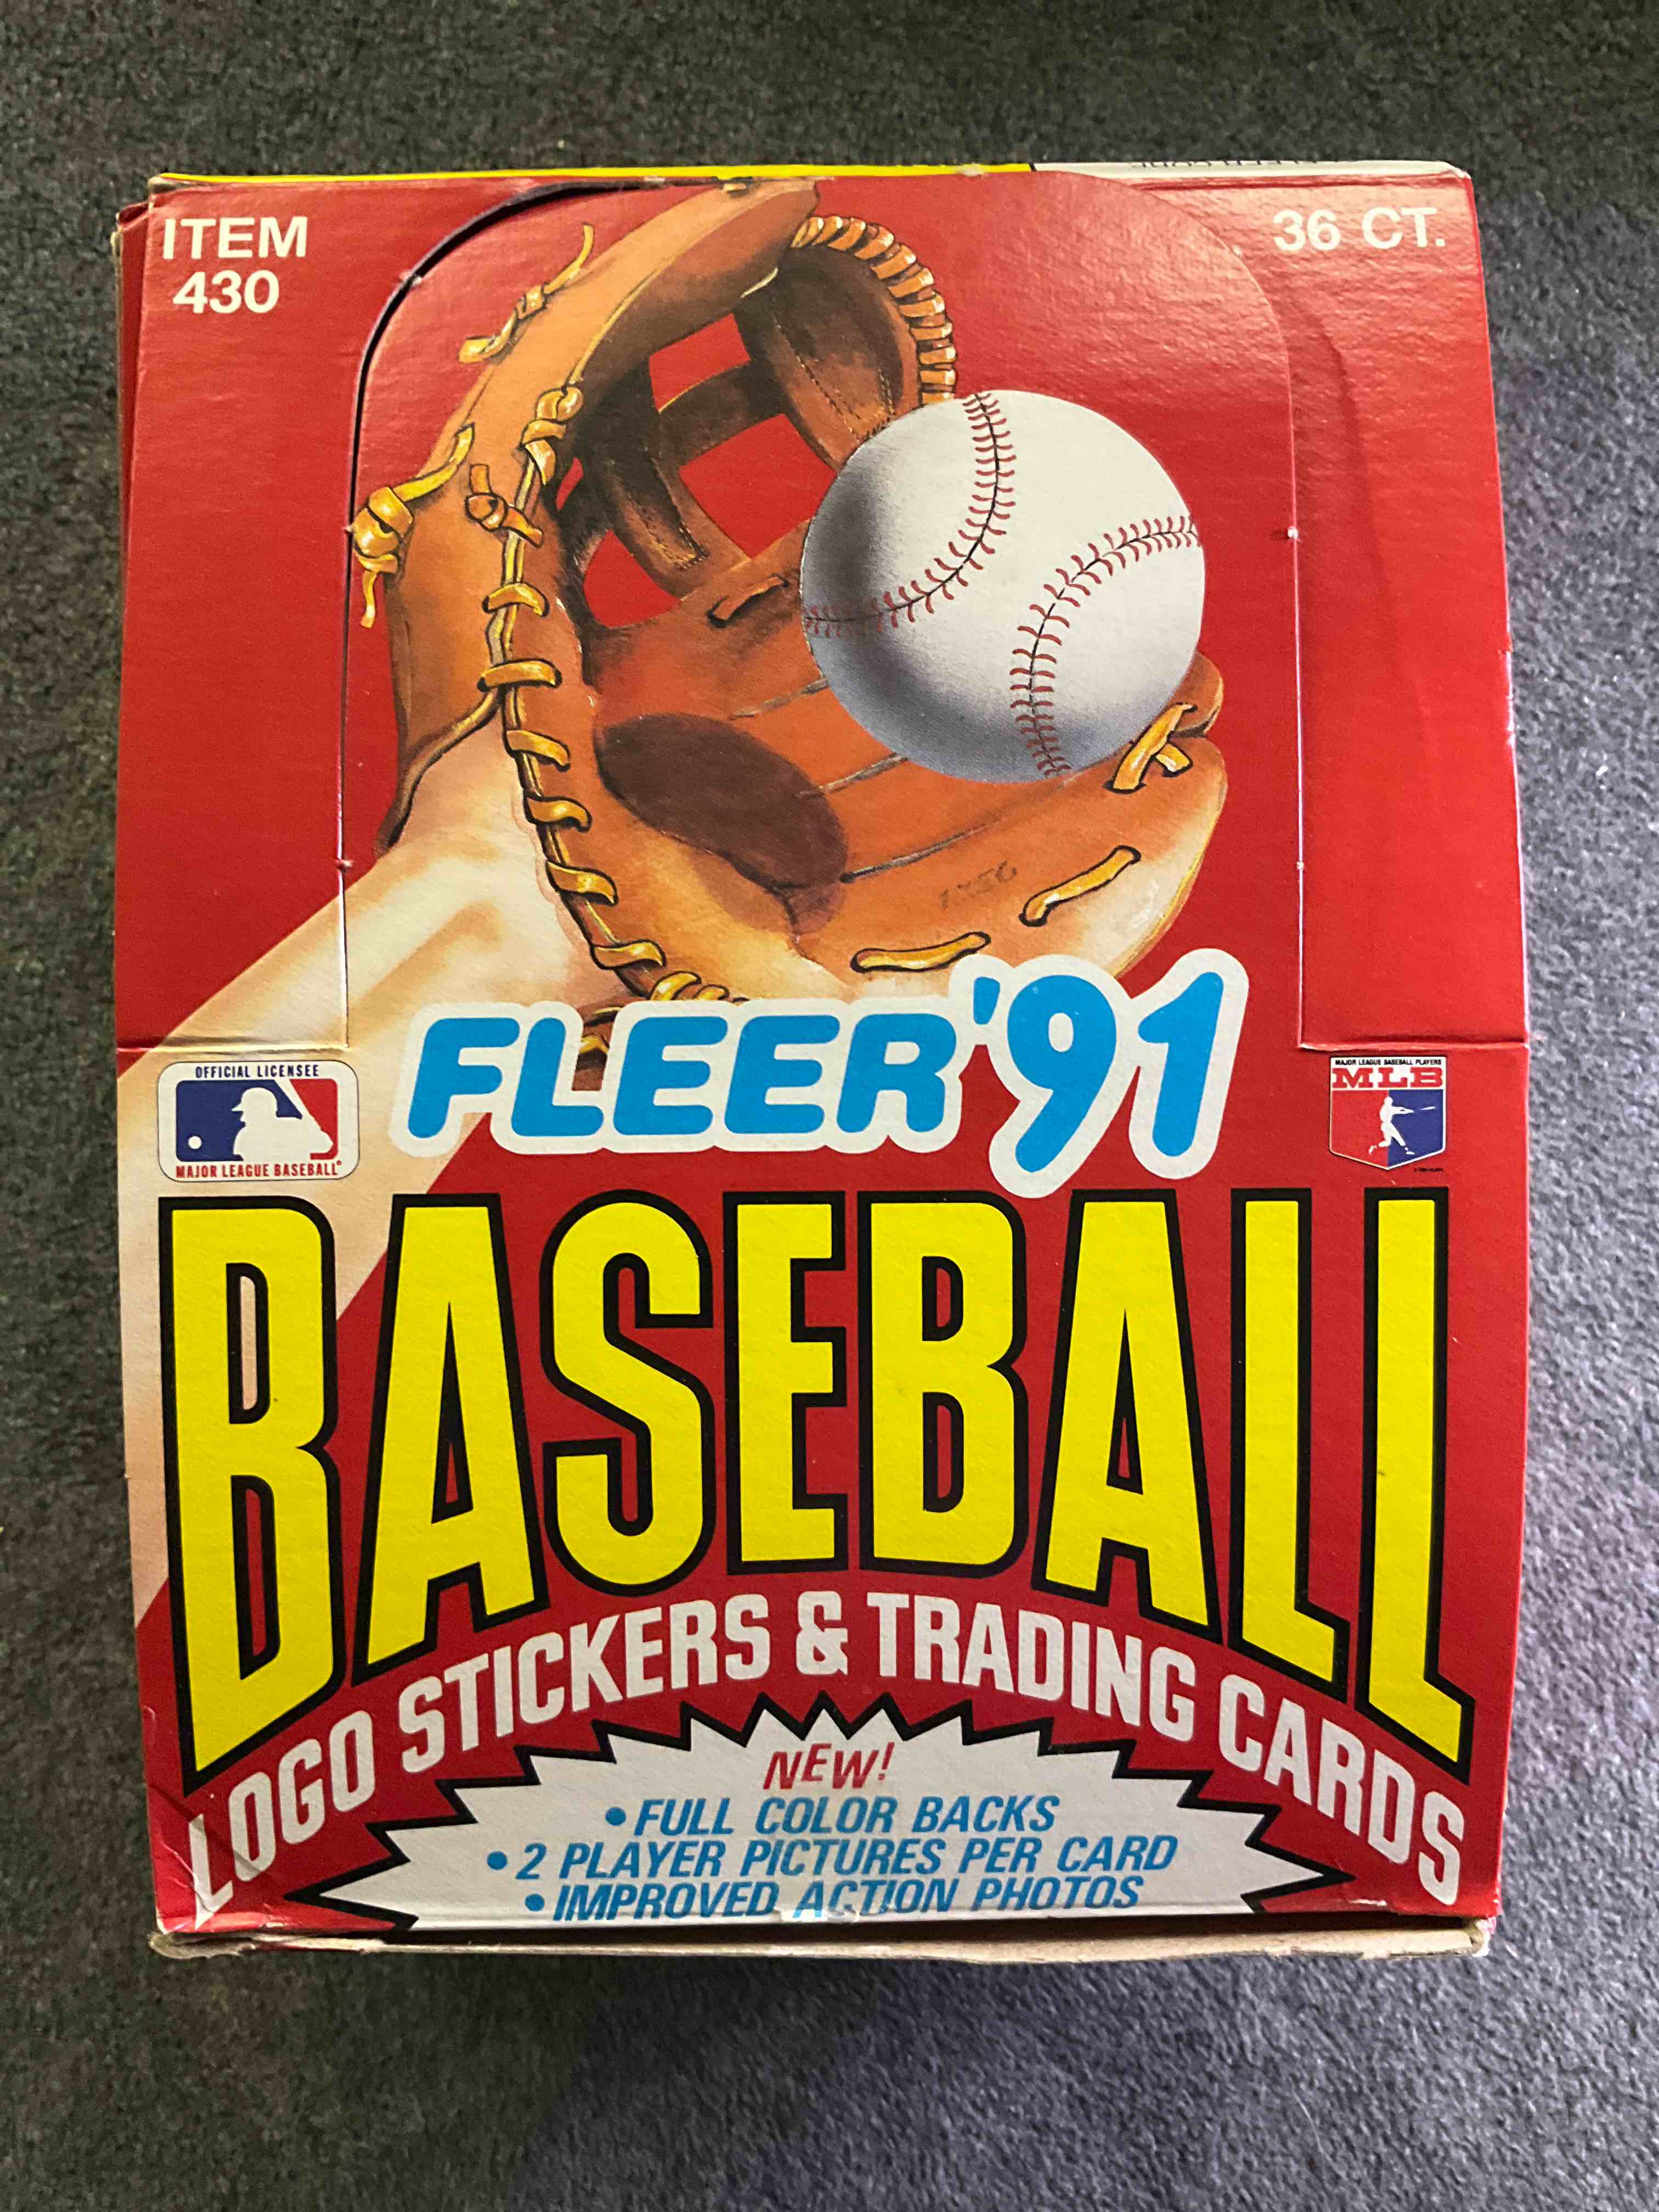 ITEM
430
36 CT.
FLEER '91
OFFICIAL LICENSEE
MAJOR LEAGUE BASEBALL
MAJOR LEAGUE BASEBALL PLAYERS
MLB
BASEBALL
LOGO STICKERS & TRADING CARDS
NEW!
• FULL COLOR BACKS
• 2 PLAYER PICTURES PER CARD
• IMPROVED ACTION PHOTOS